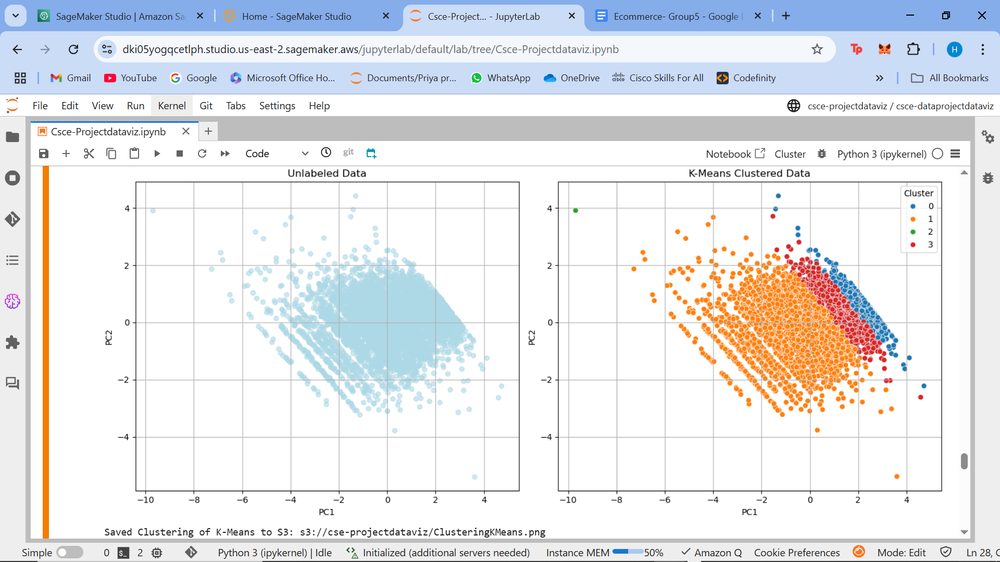 SageMaker Studio | Amazon Sa
Home - SageMaker Studio
Csce-Project... - JupyterLab
Ecommerce- Group5 - Google D
dki05yogqcetlph.studio.us-east-2.sagemaker.aws/jupyterlab/default/lab/tree/Csce-Projectdataviz.ipynb
Tp
H
Gmail YouTube Google Microsoft Office Ho... Documents/Priya pr... WhatsApp OneDrive Cisco Skills For All Codefinity » All Bookmarks
File Edit View Run Kernel Git Tabs Settings Help
csce-projectdataviz / csce-dataprojectdataviz
Csce-Projectdataviz.ipynb
Code git Notebook Cluster Python 3 (ipykernel)
Unlabeled Data
4
2
0
−2
−4
PC2
−10 −8 −6 −4 −2 0 2 4
PC1
K-Means Clustered Data
Cluster
0
1
2
3
4
2
0
−2
−4
PC2
−10 −8 −6 −4 −2 0 2 4
PC1
Saved Clustering of K-Means to S3: s3://cse-projectdataviz/ClusteringKMeans.png
Simple 0 $_ 2 Python 3 (ipykernel) | Idle Initialized (additional servers needed) Instance MEM 50% Amazon Q Cookie Preferences Mode: Edit Ln 28, C